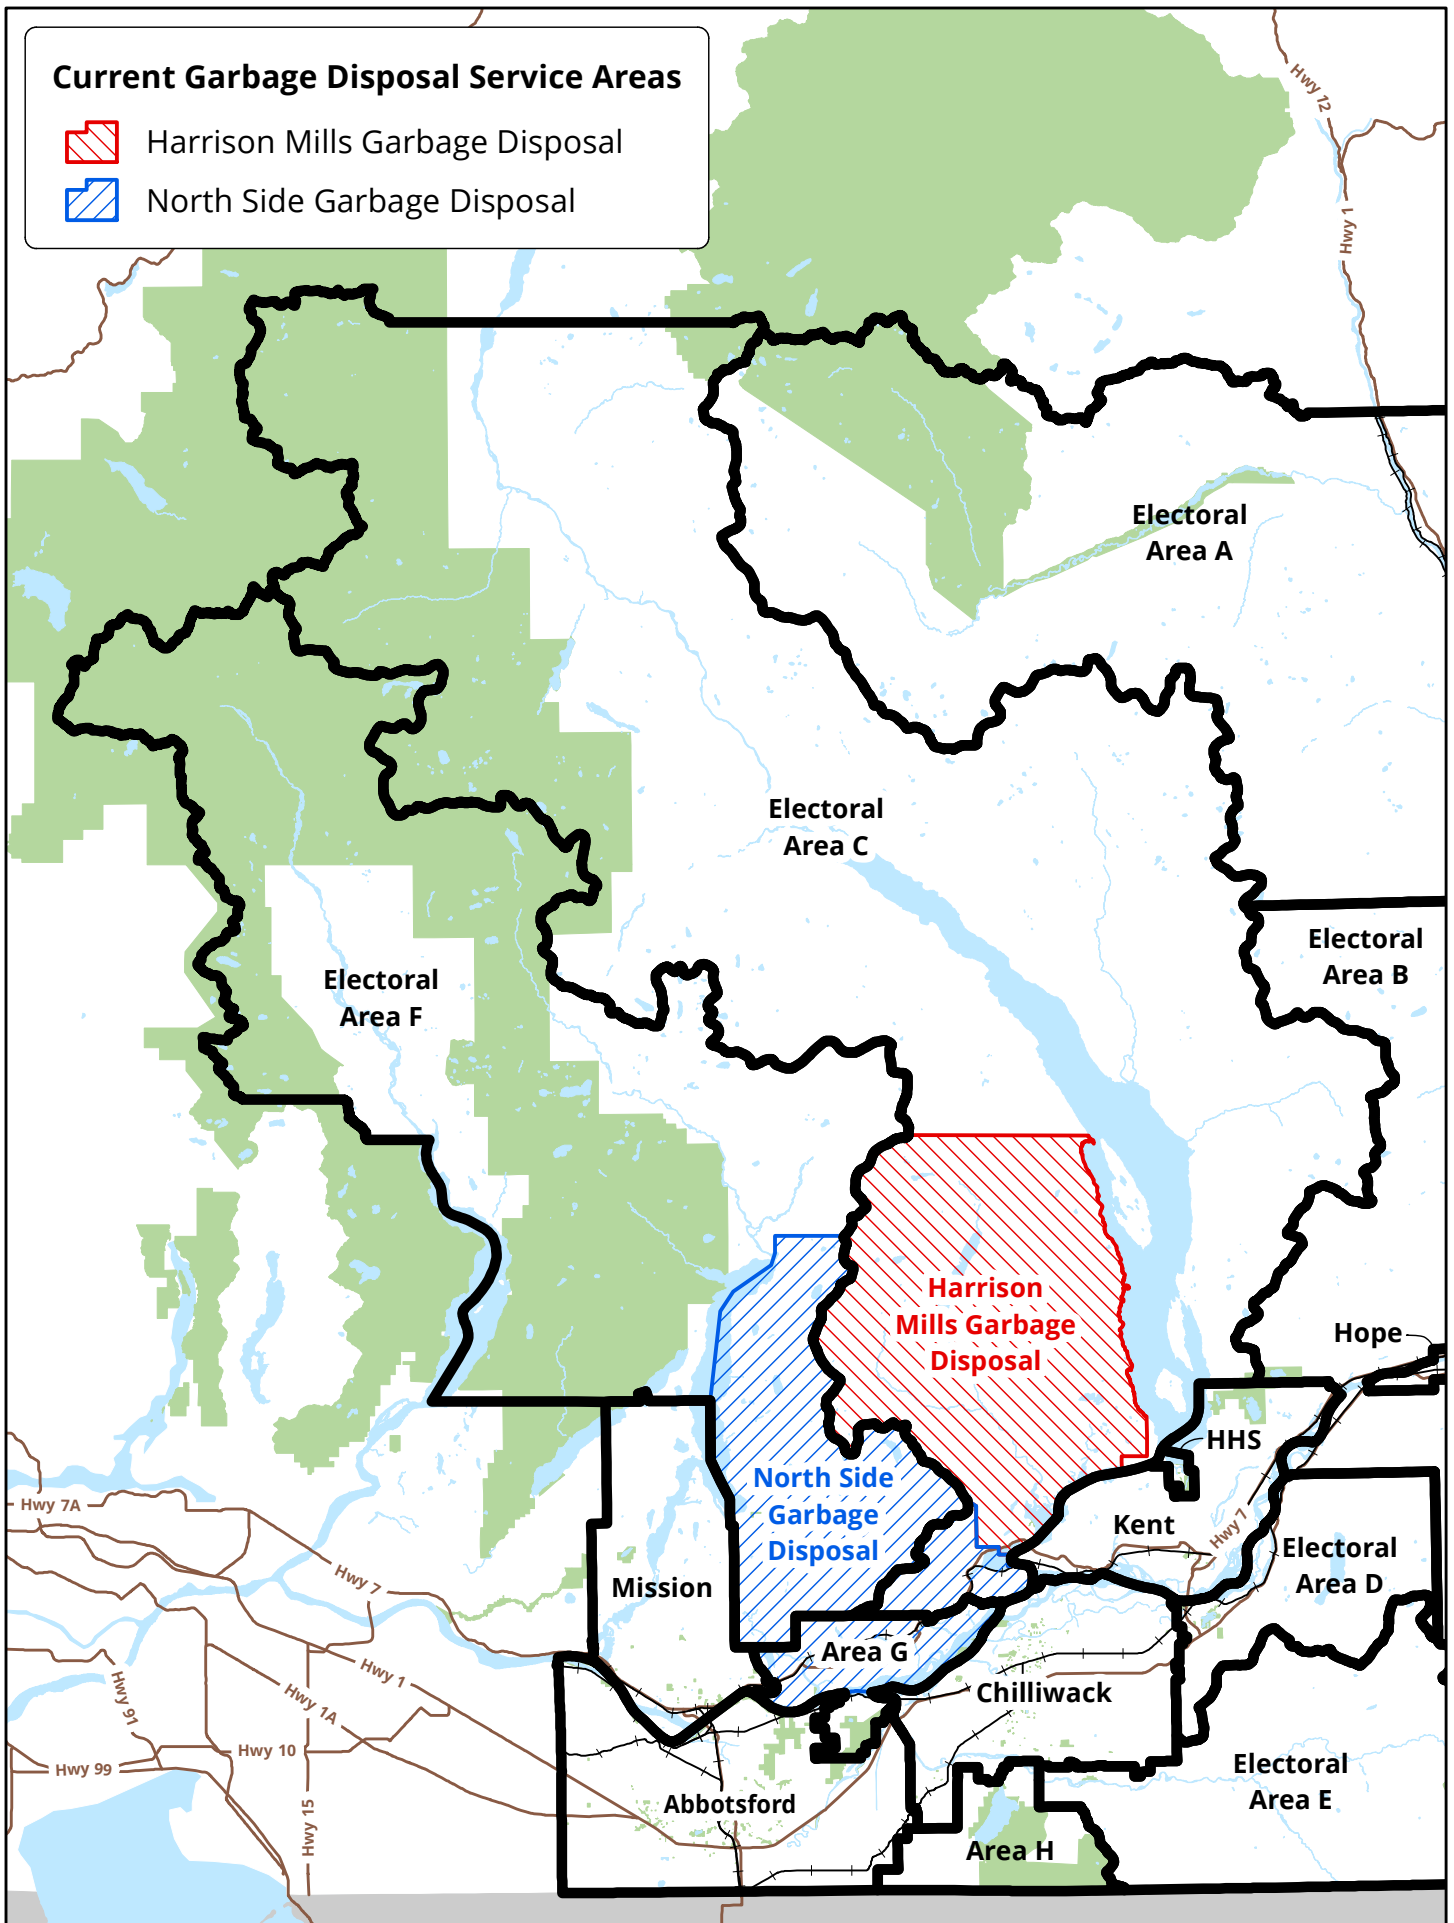 Current Garbage Disposal Service Areas
Harrison Mills Garbage Disposal
North Side Garbage Disposal
Hwy 12
Hwy 1
Electoral
Area A
Electoral
Area C
Electoral
Area B
Electoral
Area F
Harrison
Mills Garbage
Disposal
Hope
HHS
North Side
Garbage
Disposal
Hwy 7A
Kent
Hwy 7
Electoral
Area D
Hwy 7
Mission
Area G
Hwy 1
Chilliwack
Hwy 91
Hwy 1A
Hwy 10
Hwy 99
Electoral
Area E
Hwy 15
Abbotsford
Area H